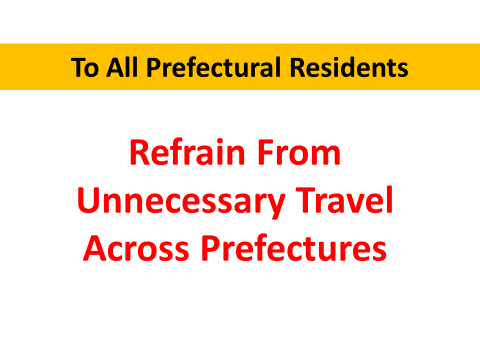 To All Prefectural Residents
Refrain From
Unnecessary Travel
Across Prefectures